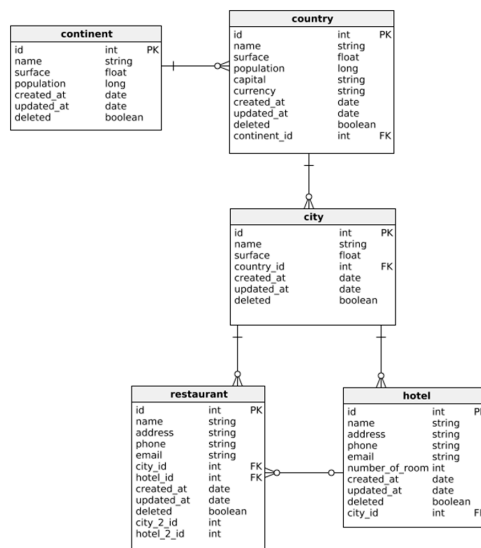 continent
id int PK
name string
surface float
population long
created_at date
updated_at date
deleted boolean
country
id int PK
name string
surface float
population long
capital string
currency string
created_at date
updated_at date
deleted boolean
continent_id int FK
city
id int PK
name string
surface float
country_id int FK
created_at date
updated_at date
deleted boolean
restaurant
id int PK
name string
address string
phone string
email string
city_id int FK
hotel_id int FK
created_at date
updated_at date
deleted boolean
city_2_id int
hotel_2_id int
hotel
id int PK
name string
address string
phone string
email string
number_of_room int
created_at date
updated_at date
deleted boolean
city_id int FK